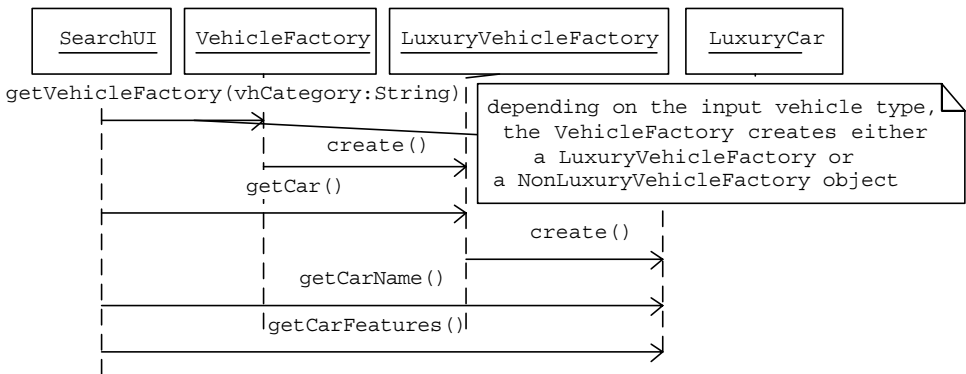 SearchUI
VehicleFactory
LuxuryVehicleFactory
LuxuryCar
getVehicleFactory(vhCategory:String)
depending on the input vehicle type,
the VehicleFactory creates either
a LuxuryVehicleFactory or
a NonLuxuryVehicleFactory object
create()
getCar()
create()
getCarName()
getCarFeatures()